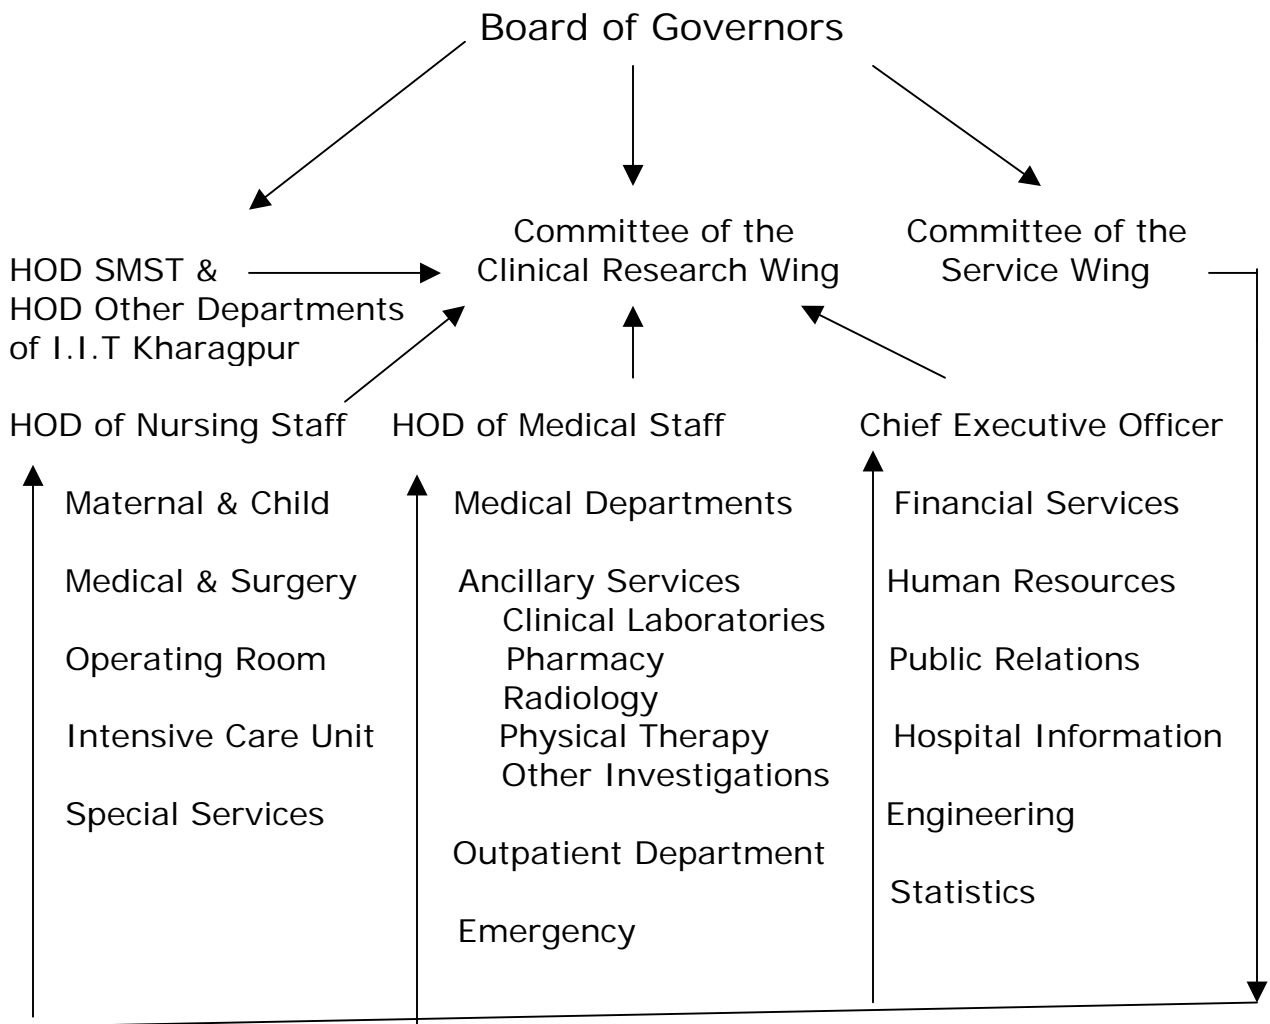 Board of Governors
Committee of the
Clinical Research Wing
Committee of the
Service Wing
HOD SMST &
HOD Other Departments
of I.I.T Kharagpur
HOD of Nursing Staff
Maternal & Child
Medical & Surgery
Operating Room
Intensive Care Unit
Special Services
HOD of Medical Staff
Medical Departments
Ancillary Services
Clinical Laboratories
Pharmacy
Radiology
Physical Therapy
Other Investigations
Outpatient Department
Emergency
Chief Executive Officer
Financial Services
Human Resources
Public Relations
Hospital Information
Engineering
Statistics